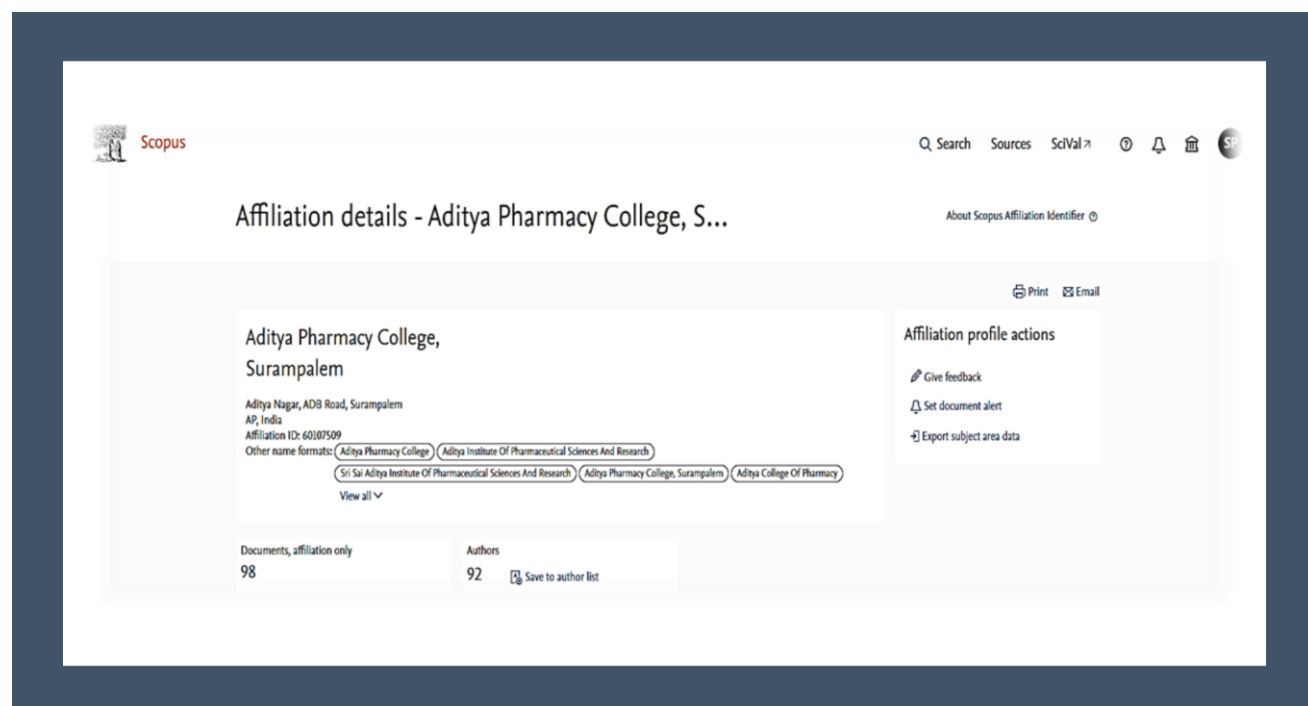 Scopus
Search Sources SciVal
SP
Affiliation details - Aditya Pharmacy College, S...
About Scopus Affiliation Identifier
Print Email
Aditya Pharmacy College,
Surampalem
Aditya Nagar, ADB Road, Surampalem
AP, India
Affiliation ID: 60107509
Other name formats: Aditya Pharmacy College Aditya Institute Of Pharmaceutical Sciences And Research
Sri Sai Aditya Institute Of Pharmaceutical Sciences And Research Aditya Pharmacy College, Surampalem Aditya College Of Pharmacy
View all
Affiliation profile actions
Give feedback
Set document alert
Export subject area data
Documents, affiliation only
98
Authors
92 Save to author list